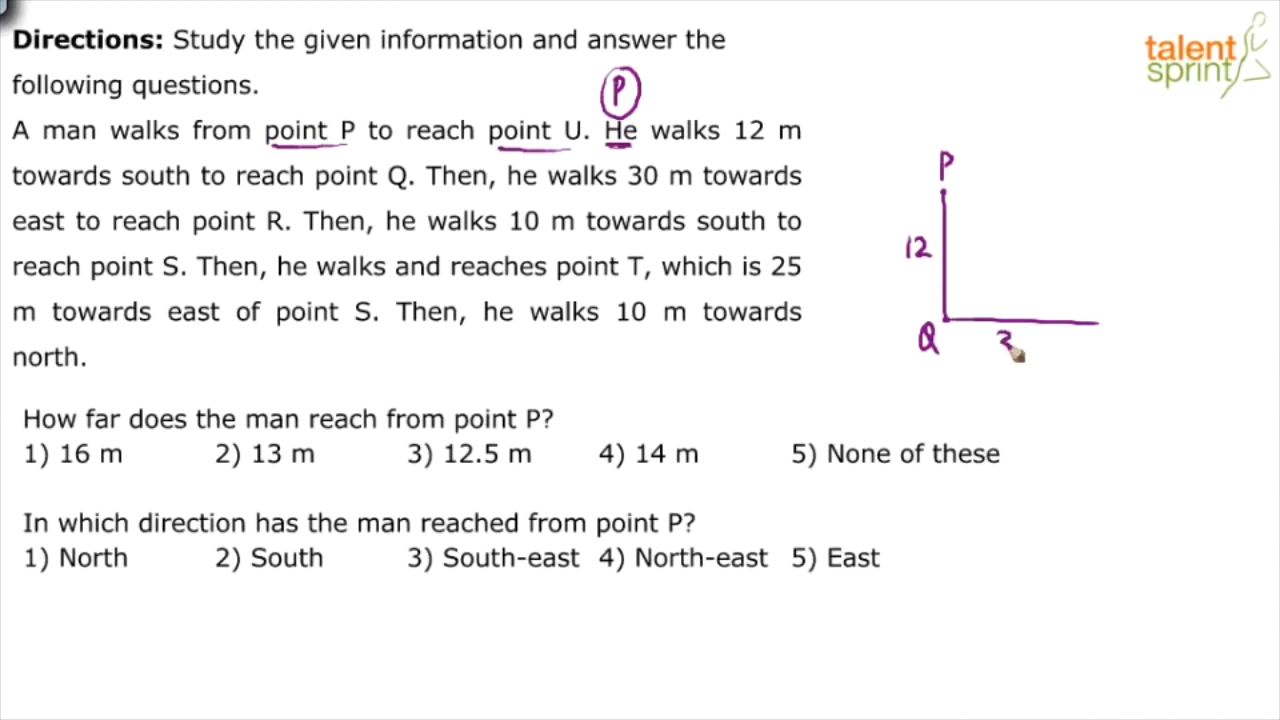 Directions: Study the given information and answer the
following questions.
P
A man walks from point P to reach point U. He walks 12 m
towards south to reach point Q. Then, he walks 30 m towards
east to reach point R. Then, he walks 10 m towards south to
reach point S. Then, he walks and reaches point T, which is 25
m towards east of point S. Then, he walks 10 m towards
north.
How far does the man reach from point P?
1) 16 m 2) 13 m 3) 12.5 m 4) 14 m 5) None of these
In which direction has the man reached from point P?
1) North 2) South 3) South-east 4) North-east 5) East
talent
sprint
P
12
Q
3